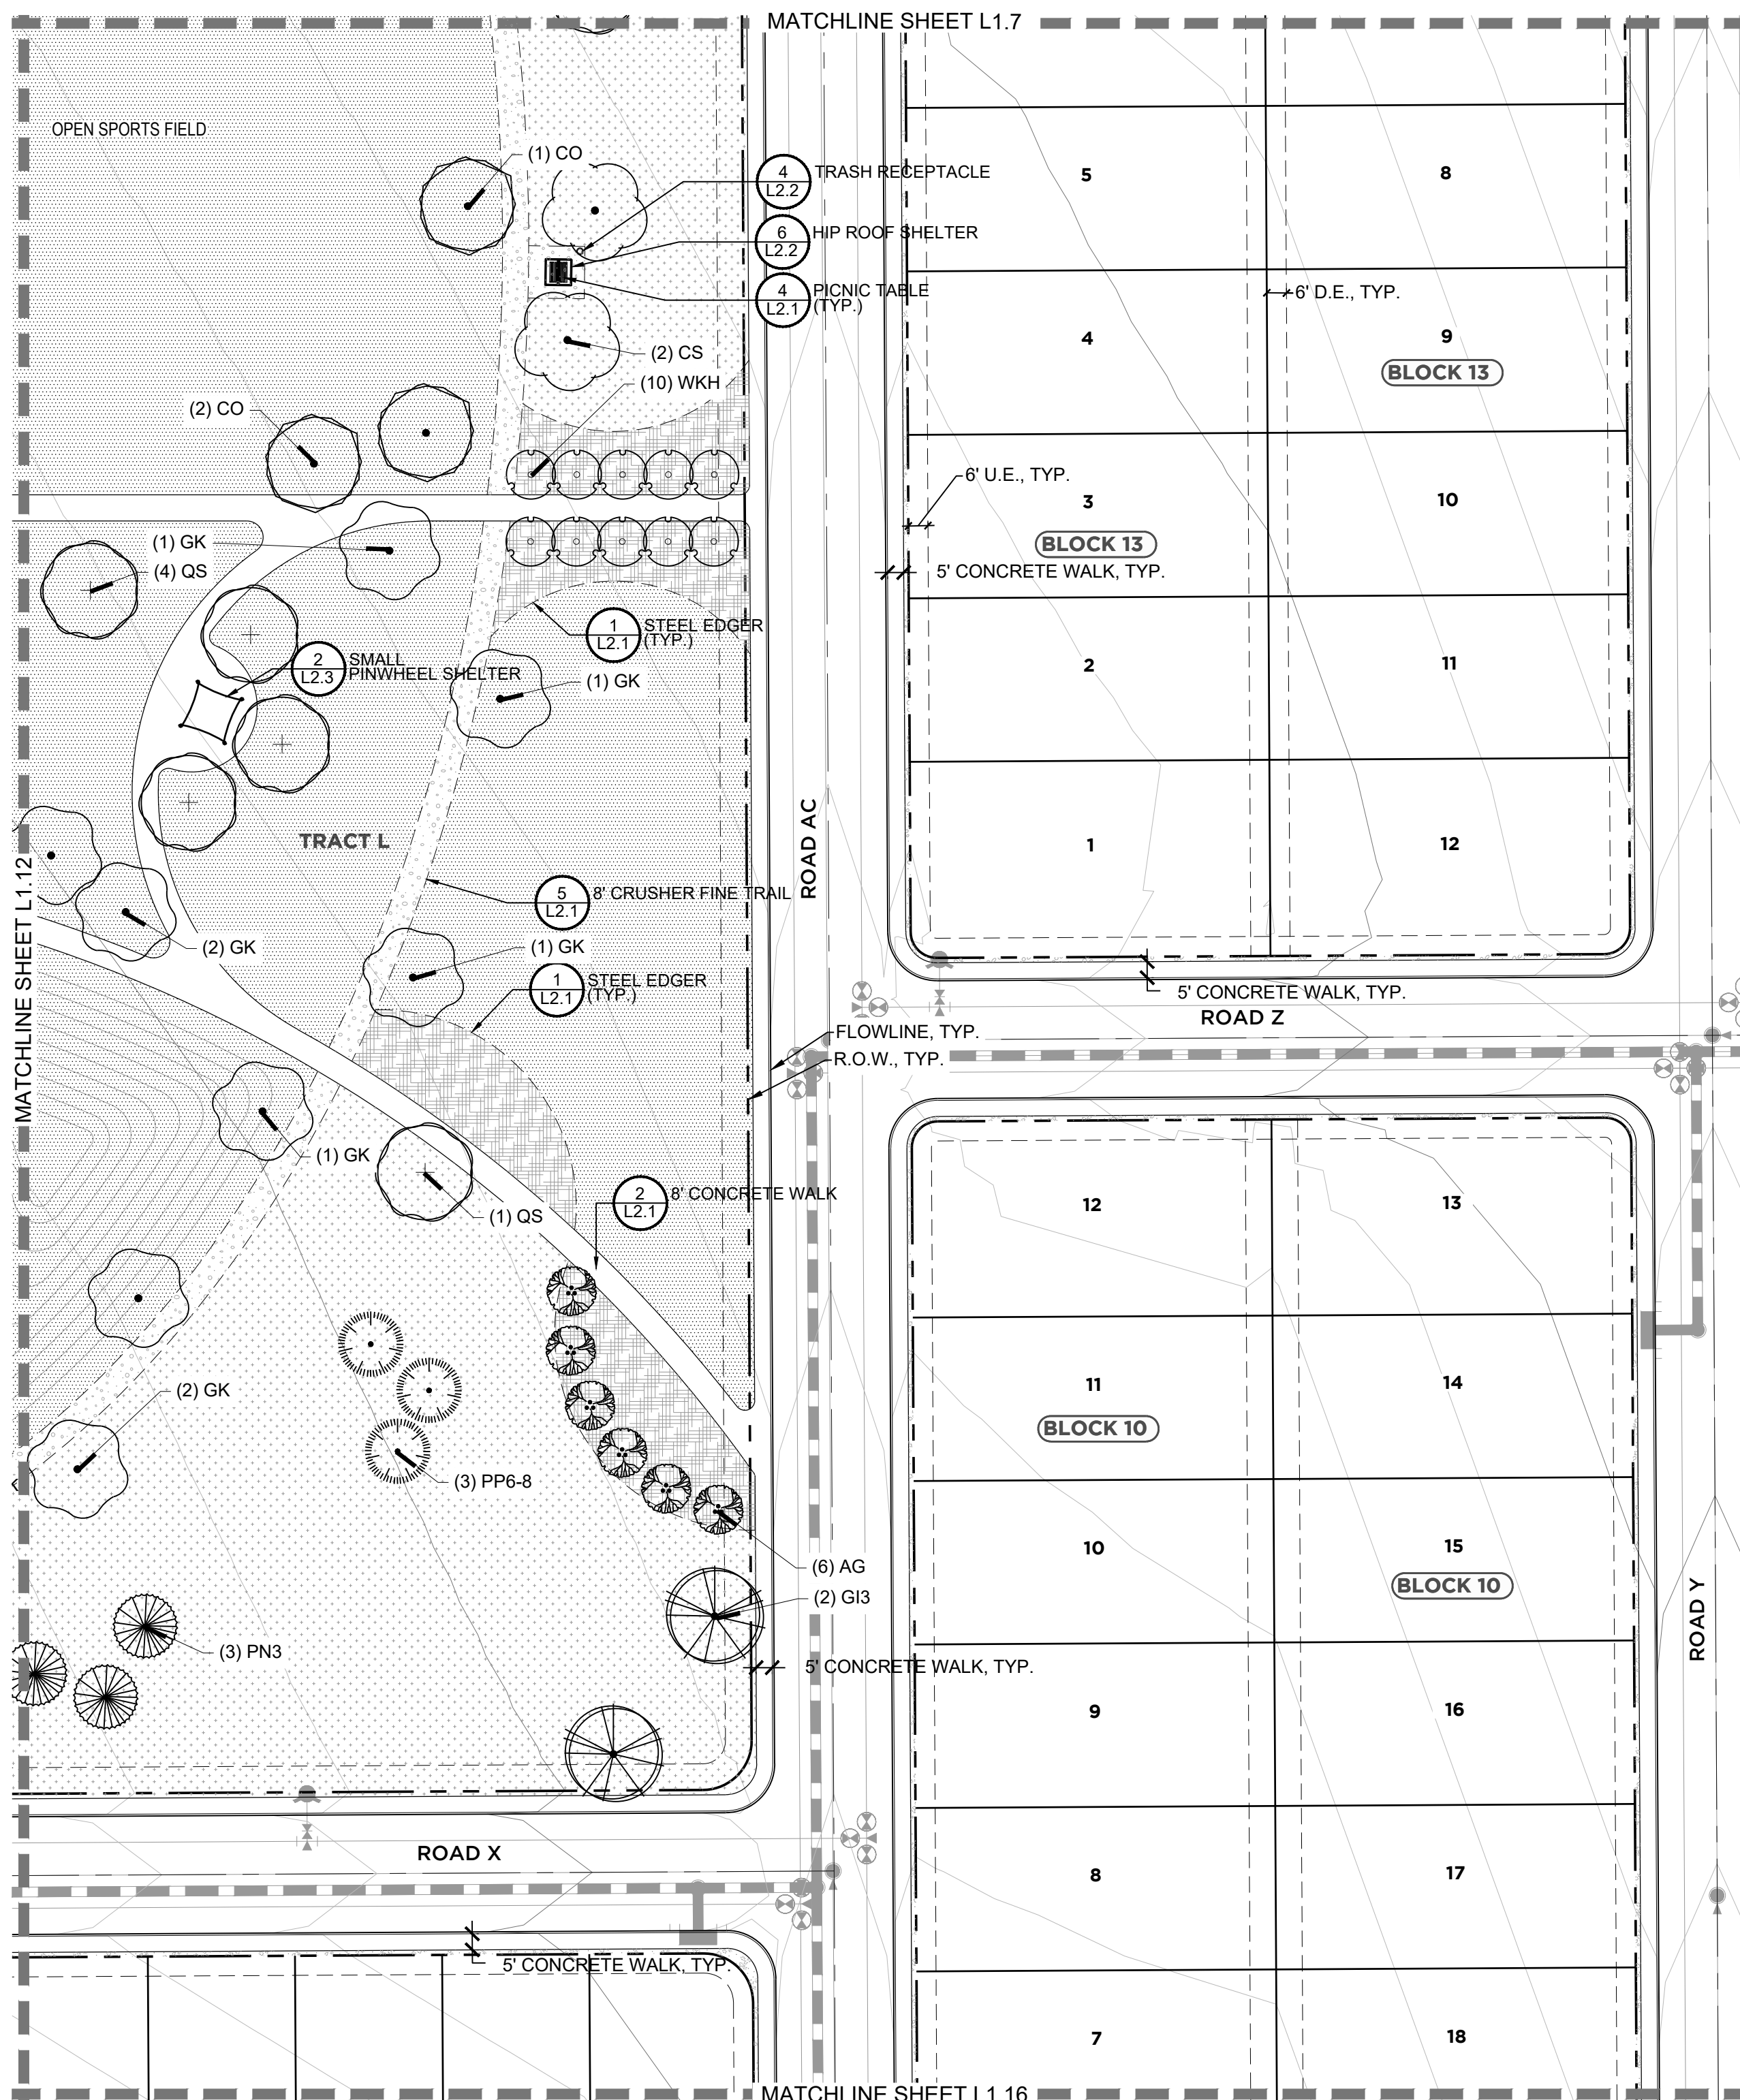 MATCHLINE SHEET L1.7
OPEN SPORTS FIELD
(1) CO
4
L2.2
TRASH RECEPTACLE
6
L2.2
HIP ROOF SHELTER
4
L2.1
PICNIC TABLE
(TYP.)
(2) CS
(10) WKH
(2) CO
(1) GK
(4) QS
1
L2.1
STEEL EDGER
(TYP.)
2
L2.3
SMALL
PINWHEEL SHELTER
(1) GK
TRACT L
ROAD AC
5
L2.1
8' CRUSHER FINE TRAIL
MATCHLINE SHEET L1.12
(2) GK
(1) GK
1
L2.1
STEEL EDGER
(TYP.)
FLOWLINE, TYP.
R.O.W., TYP.
(1) GK
(1) QS
2
L2.1
8' CONCRETE WALK
(2) GK
(3) PP6-8
(6) AG
(2) GI3
(3) PN3
5' CONCRETE WALK, TYP.
ROAD X
5' CONCRETE WALK, TYP.
5
8
6' D.E., TYP.
4
9
BLOCK 13
6' U.E., TYP.
3
10
BLOCK 13
5' CONCRETE WALK, TYP.
2
11
1
12
5' CONCRETE WALK, TYP.
ROAD Z
12
13
11
14
BLOCK 10
10
15
BLOCK 10
ROAD Y
9
16
8
17
7
18
MATCHLINE SHEET L1.16